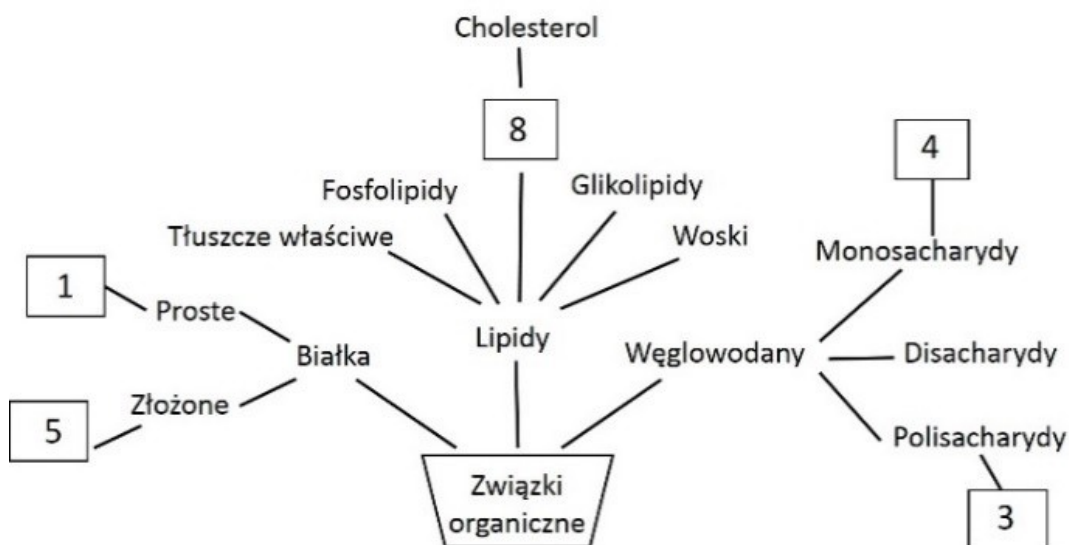 Cholesterol
8
4
Fosfolipidy
Glikolipidy
Tłuszcze właściwe
Woski
Monosacharydy
1
Proste
Lipidy
Białka
Węglowodany
Disacharydy
Złożone
5
Polisacharydy
Związki
organiczne
3